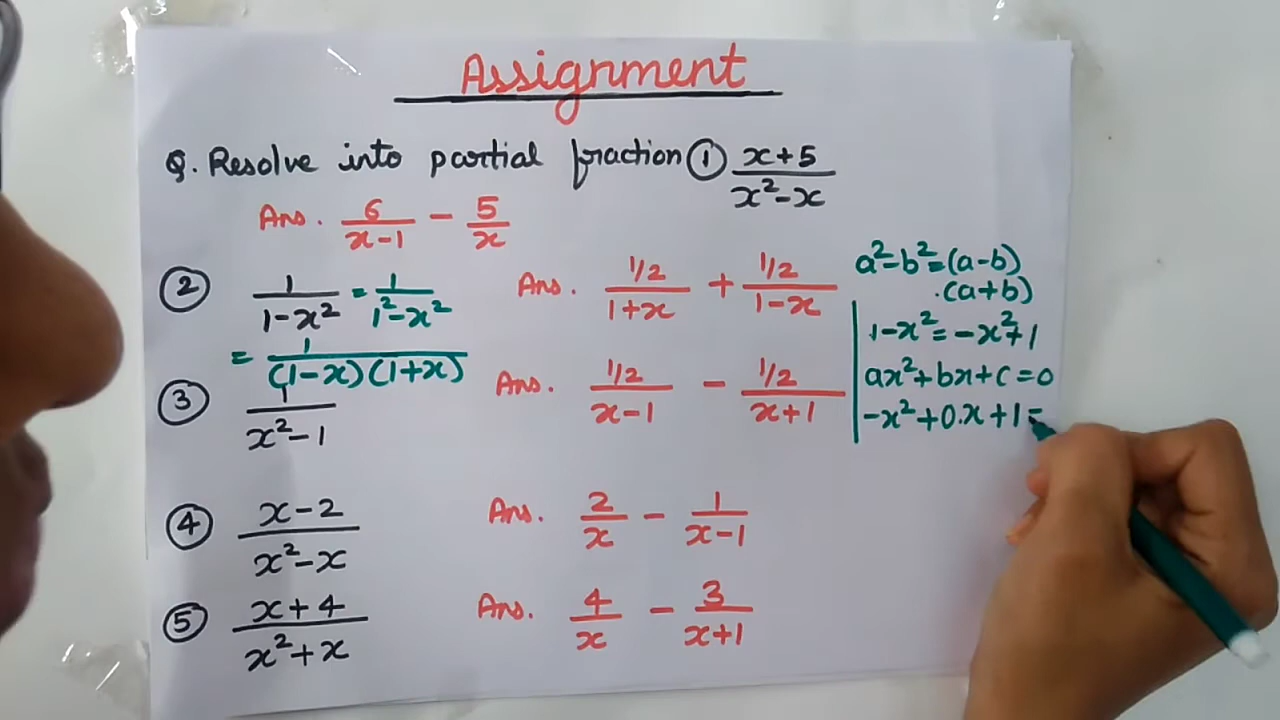 Assignment
Q. Resolve into partial fraction ① (x+5)/(x²-x)
Ans. 6/(x-1) - 5/x
② 1/(1-x²) = 1/(1²-x²)
= 1/((1-x)(1+x))
Ans. (1/2)/(1+x) + (1/2)/(1-x)
a²-b²=(a-b)
.(a+b)
1-x²=-x²+1
ax²+bx+c=0
-x²+0.x+1=
③ 1/(x²-1)
Ans. (1/2)/(x-1) - (1/2)/(x+1)
④ (x-2)/(x²-x)
Ans. 2/x - 1/(x-1)
⑤ (x+4)/(x²+x)
Ans. 4/x - 3/(x+1)